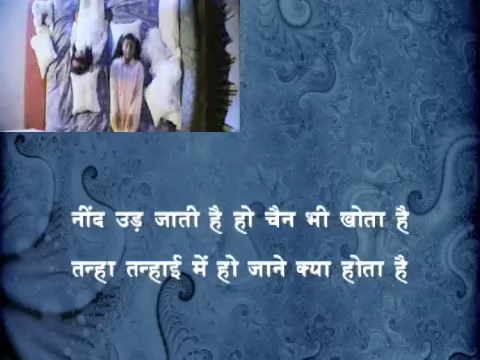 नींद उड़ जाती है हो चैन भी खोता है
तन्हा तन्हाई में हो जाने क्या होता है